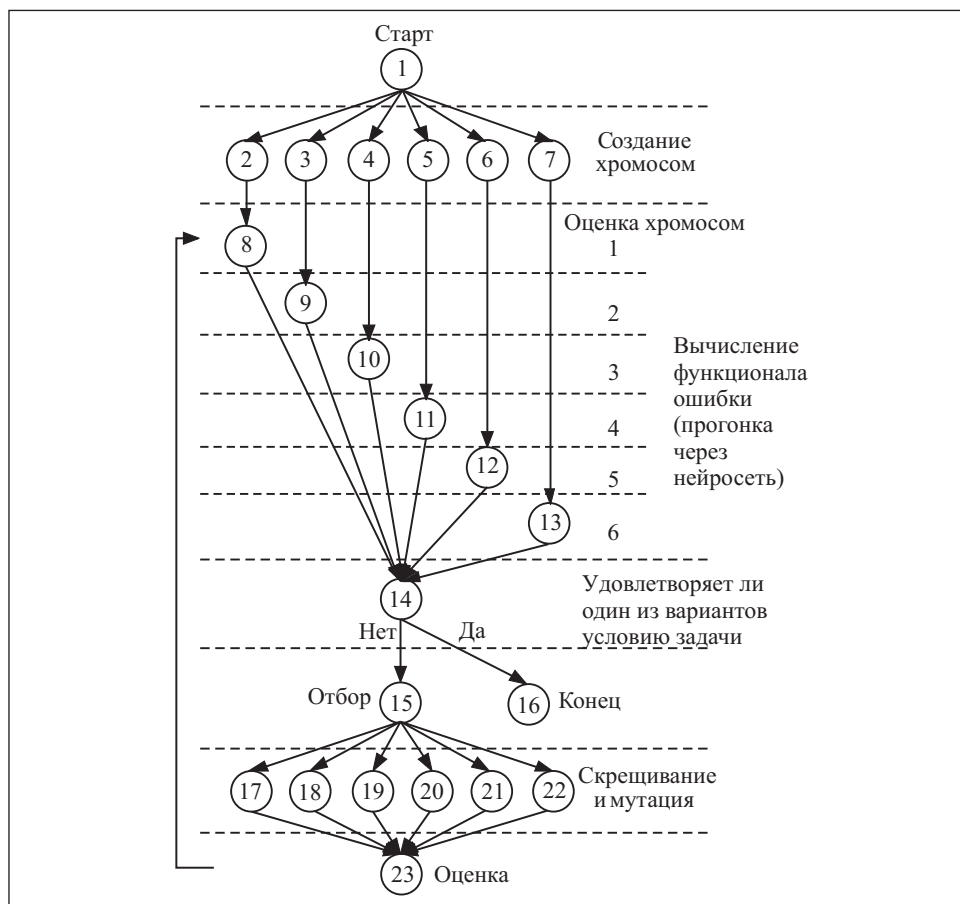 Старт
1
2 3 4 5 6 7
Создание
хромосом
Оценка хромосом
8
1
9
2
10
3
Вычисление
функционала
ошибки
(прогонка
через
нейросеть)
11
4
12
5
13
6
14
Удовлетворяет ли
один из вариантов
условию задачи
Нет
Да
Отбор
15
16
Конец
17 18 19 20 21 22
Скрещивание
и мутация
23
Оценка